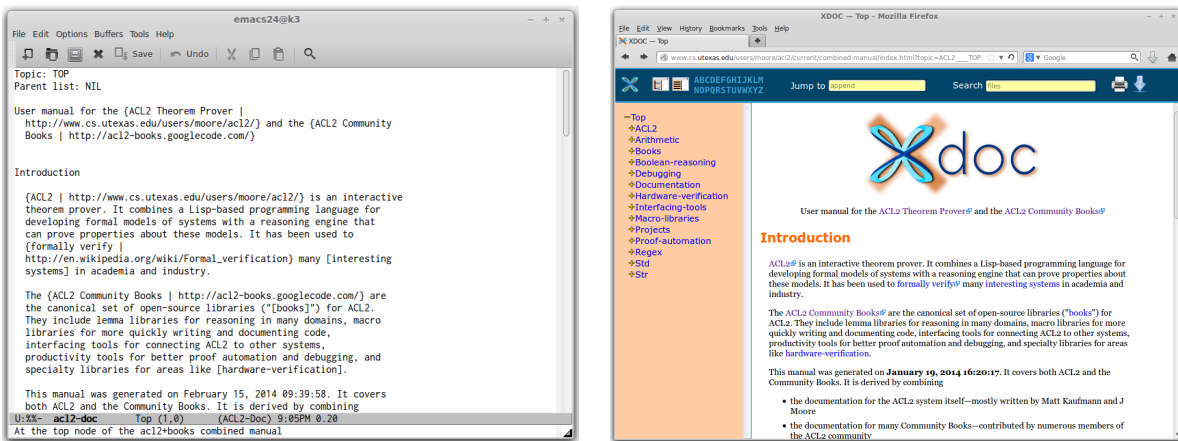 emacs24@k3
File Edit Options Buffers Tools Help
Save Undo
Topic: TOP
Parent list: NIL
User manual for the {ACL2 Theorem Prover |
http://www.cs.utexas.edu/users/moore/acl2/} and the {ACL2 Community
Books | http://acl2-books.googlecode.com/}
Introduction
{ACL2 | http://www.cs.utexas.edu/users/moore/acl2/} is an interactive
theorem prover. It combines a Lisp-based programming language for
developing formal models of systems with a reasoning engine that
can prove properties about these models. It has been used to
{formally verify |
http://en.wikipedia.org/wiki/Formal_verification} many [interesting
systems] in academia and industry.
The {ACL2 Community Books | http://acl2-books.googlecode.com/} are
the canonical set of open-source libraries ("[books]") for ACL2.
They include lemma libraries for reasoning in many domains, macro
libraries for more quickly writing and documenting code,
interfacing tools for connecting ACL2 to other systems,
productivity tools for better proof automation and debugging, and
specialty libraries for areas like [hardware-verification].
This manual was generated on February 15, 2014 09:39:58. It covers
both ACL2 and the Community Books. It is derived by combining
U:%%- acl2-doc Top (1,0) (ACL2-Doc) 9:05PM 0.20
At the top node of the acl2+books combined manual
XDOC — Top - Mozilla Firefox
File Edit View History Bookmarks Tools Help
XDOC — Top
www.cs.utexas.edu/users/moore/acl2/current/combined-manual/index.html?topic=ACL2____TOP
Google
ABCDEFGHIJKLM
NOPQRSTUVWXYZ
Jump to append
Search files
Top
ACL2
Arithmetic
Books
Boolean-reasoning
Debugging
Documentation
Hardware-verification
Interfacing-tools
Macro-libraries
Projects
Proof-automation
Regex
Std
Str
Xdoc
User manual for the ACL2 Theorem Prover and the ACL2 Community Books
Introduction
ACL2 is an interactive theorem prover. It combines a Lisp-based programming language for
developing formal models of systems with a reasoning engine that can prove properties about
these models. It has been used to formally verify many interesting systems in academia and
industry.
The ACL2 Community Books are the canonical set of open-source libraries ("books") for
ACL2. They include lemma libraries for reasoning in many domains, macro libraries for more
quickly writing and documenting code, interfacing tools for connecting ACL2 to other systems,
productivity tools for better proof automation and debugging, and specialty libraries for areas
like hardware-verification.
This manual was generated on January 19, 2014 16:20:17. It covers both ACL2 and the
Community Books. It is derived by combining
• the documentation for the ACL2 system itself—mostly written by Matt Kaufmann and J
Moore
• the documentation for many Community Books—contributed by numerous members of
the ACL2 community